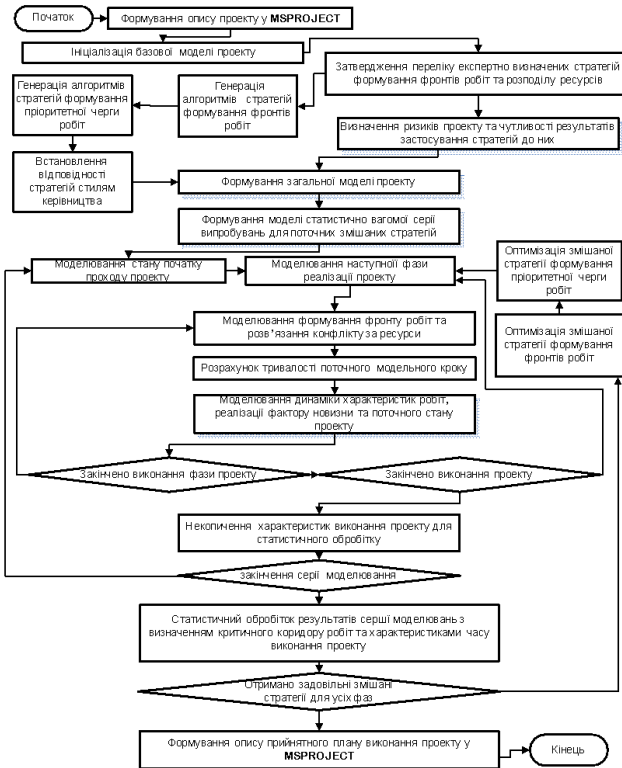 Початок
Формування опису проекту у MSPROJECT
Ініціалізація базової моделі проекту
Затвердження переліку експертно визначених стратегій
формування фронтів робіт та розподілу ресурсів
Генерація
алгоритмів стратегій
формування фронтів
робіт
Генерація алгоритмів
стратегій формування
пріоритетної черги
робіт
Визначення ризиків проекту та чутливості результатів
застосування стратегій до них
Встановлення
відповідності
стратегій стилям
керівництва
Формування загальної моделі проекту
Формування моделі статистично вагомої серії
випробувань для поточних змішаних стратегій
Моделювання стану початку
проходу проекту
Моделювання наступної фази
реалізації проекту
Оптимізація змішаної
стратегії формування
пріоритетної черги
робіт
Оптимізація змішаної
стратегії формування
фронтів робіт
Моделювання формування фронту робіт та
розв'язання конфлікту за ресурси
Розрахунок тривалості поточного модельного кроку
Моделювання динаміки характеристик робіт,
реалізації фактору новизни та поточного стану
проекту
Закінчено виконання фази проекту
Закінчено виконання проекту
Некопичення характеристик виконання проекту для
статистичного обробітку
закінчення серії моделювання
Статистичний обробіток результатів серші моделювань з
визначенням критичного коридору робіт та характеристиками часу
виконання проекту
Отримано задовільні змішані
стратегії для усіх фаз
Формування опису прийнятного плану виконання проекту у
MSPROJECT
Кінець